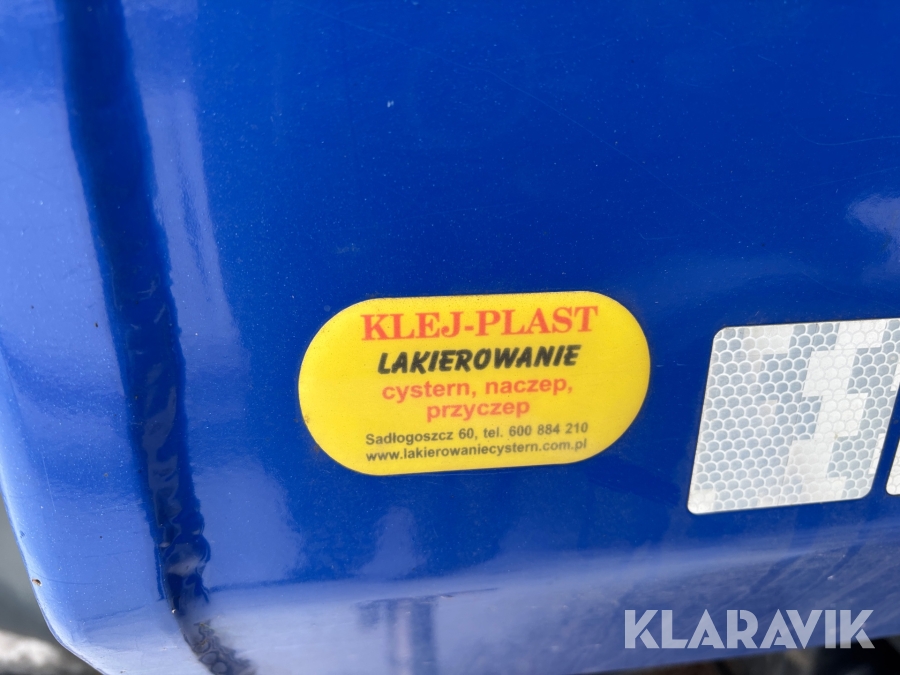 KLEJ-PLAST
LAKIEROWANIE
cystern, naczep,
przyczep
Sadłogoszcz 60, tel. 600 884 210
www.lakierowaniecystern.com.pl
KLARAVIK